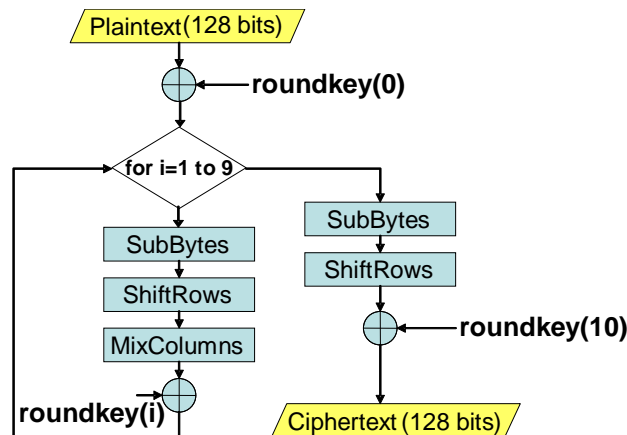 Plaintext (128 bits)
roundkey(0)
for i=1 to 9
SubBytes
ShiftRows
MixColumns
roundkey(i)
SubBytes
ShiftRows
roundkey(10)
Ciphertext (128 bits)